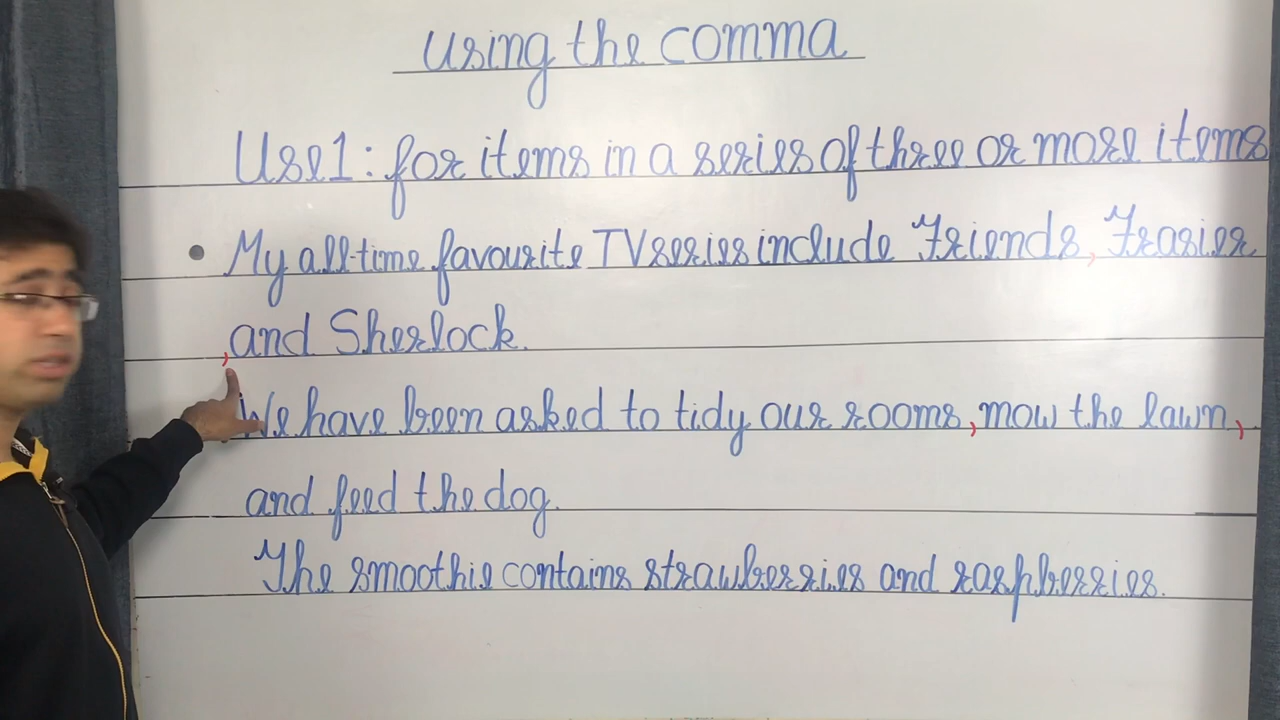 Using the comma
Use1: for items in a series of three or more items
• My all-time favourite TV series include Friends, Frasier
, and Sherlock.
We have been asked to tidy our rooms, mow the lawn,
and feed the dog.
The smoothie contains strawberries and raspberries.